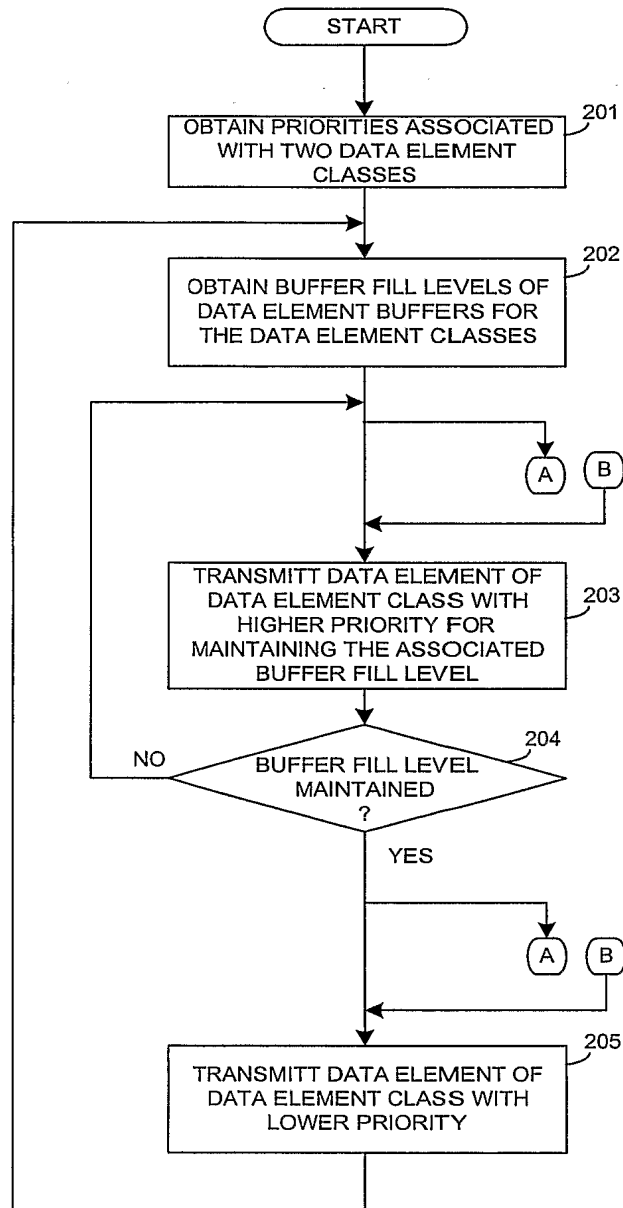 START
201
OBTAIN PRIORITIES ASSOCIATED
WITH TWO DATA ELEMENT
CLASSES
202
OBTAIN BUFFER FILL LEVELS OF
DATA ELEMENT BUFFERS FOR
THE DATA ELEMENT CLASSES
A
B
TRANSMITT DATA ELEMENT OF
DATA ELEMENT CLASS WITH
HIGHER PRIORITY FOR
MAINTAINING THE ASSOCIATED
BUFFER FILL LEVEL
203
204
NO
BUFFER FILL LEVEL
MAINTAINED
?
YES
A
B
205
TRANSMITT DATA ELEMENT OF
DATA ELEMENT CLASS WITH
LOWER PRIORITY